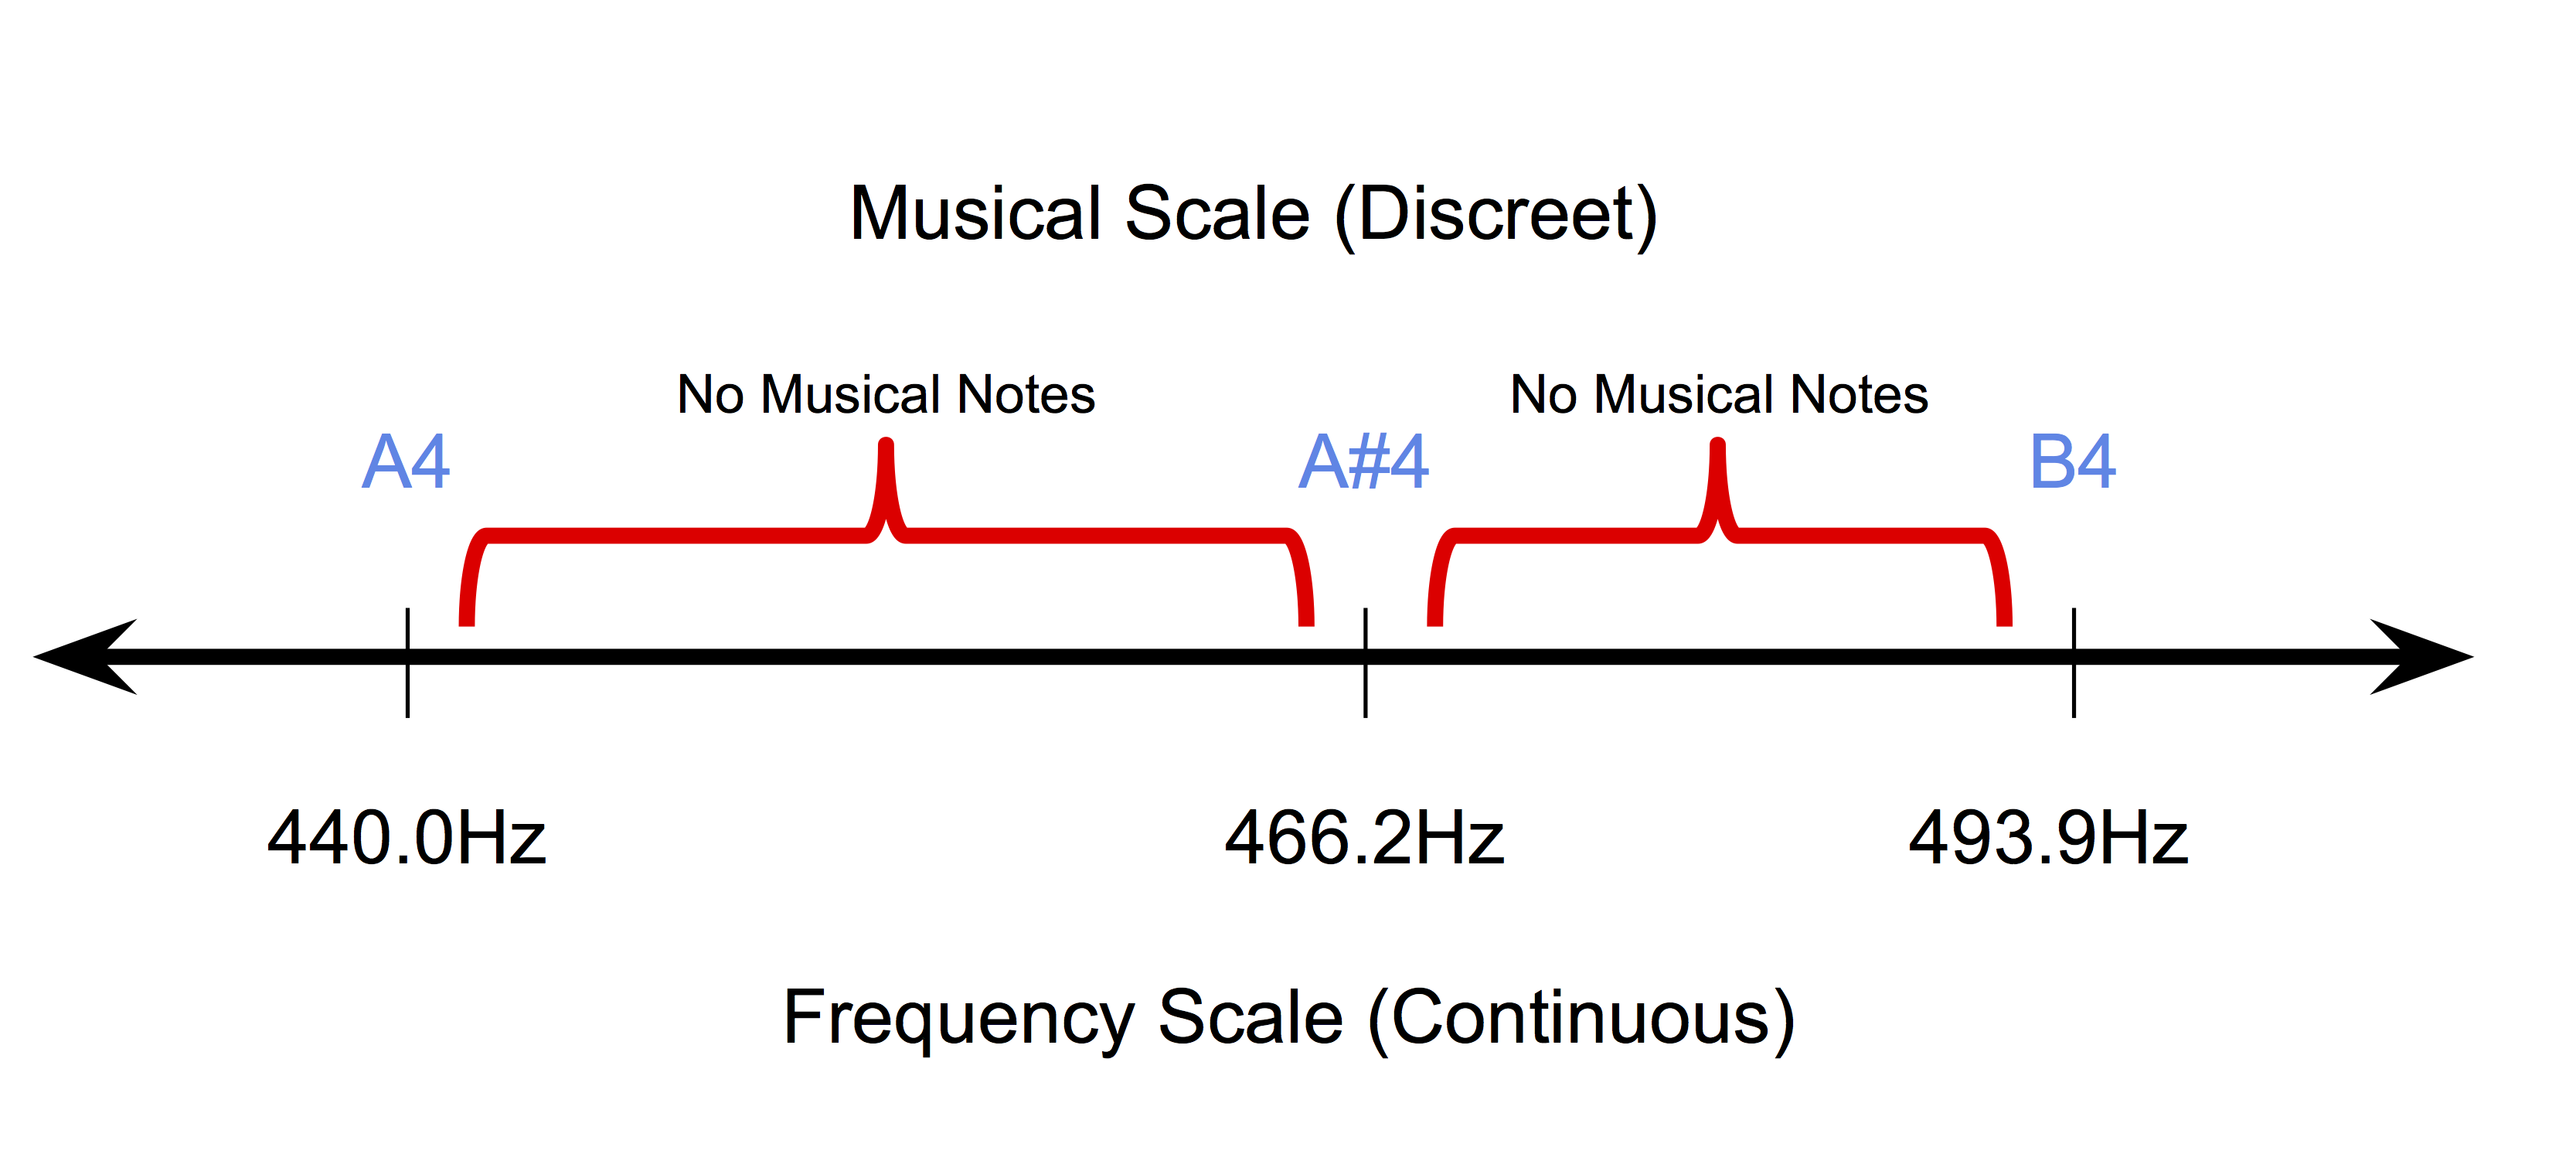 Musical Scale (Discreet)
No Musical Notes
No Musical Notes
A4
A#4
B4
440.0Hz
466.2Hz
493.9Hz
Frequency Scale (Continuous)